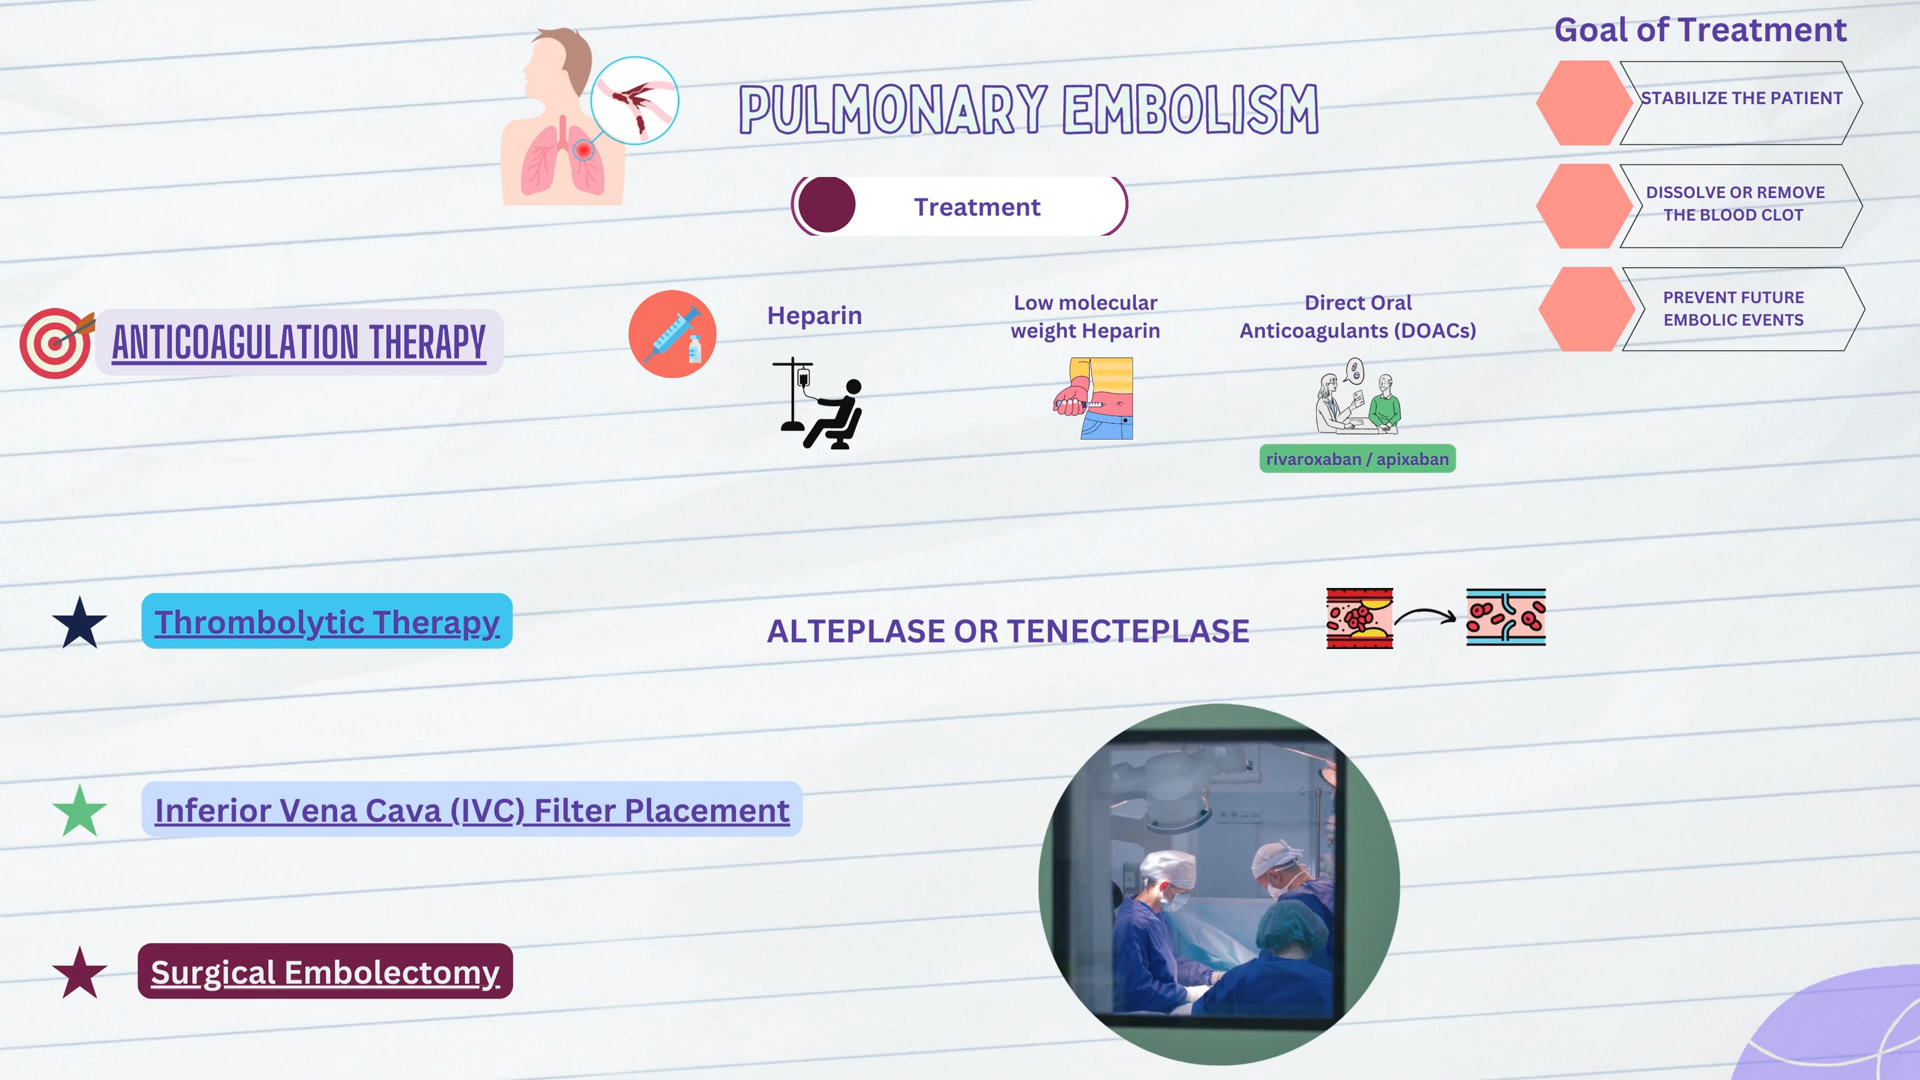 Goal of Treatment
PULMONARY EMBOLISM
STABILIZE THE PATIENT
DISSOLVE OR REMOVE
THE BLOOD CLOT
PREVENT FUTURE
EMBOLIC EVENTS
Treatment
ANTICOAGULATION THERAPY
Heparin
Low molecular
weight Heparin
Direct Oral
Anticoagulants (DOACs)
rivaroxaban / apixaban
Thrombolytic Therapy
ALTEPLASE OR TENECTEPLASE
Inferior Vena Cava (IVC) Filter Placement
Surgical Embolectomy